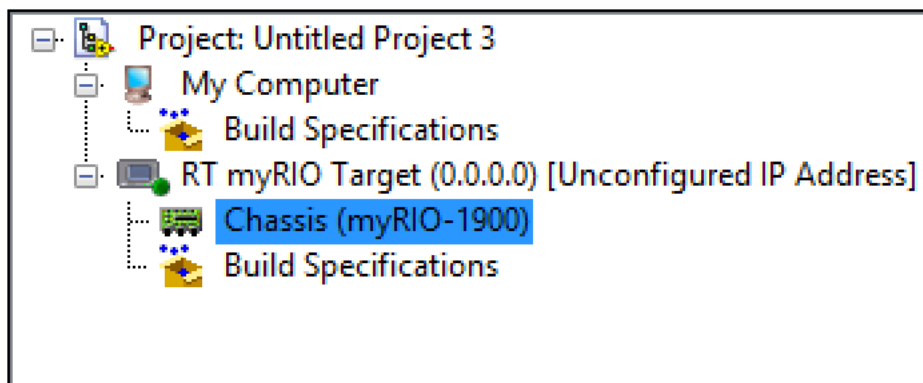 Project: Untitled Project 3
My Computer
Build Specifications
RT myRIO Target (0.0.0.0) [Unconfigured IP Address]
Chassis (myRIO-1900)
Build Specifications